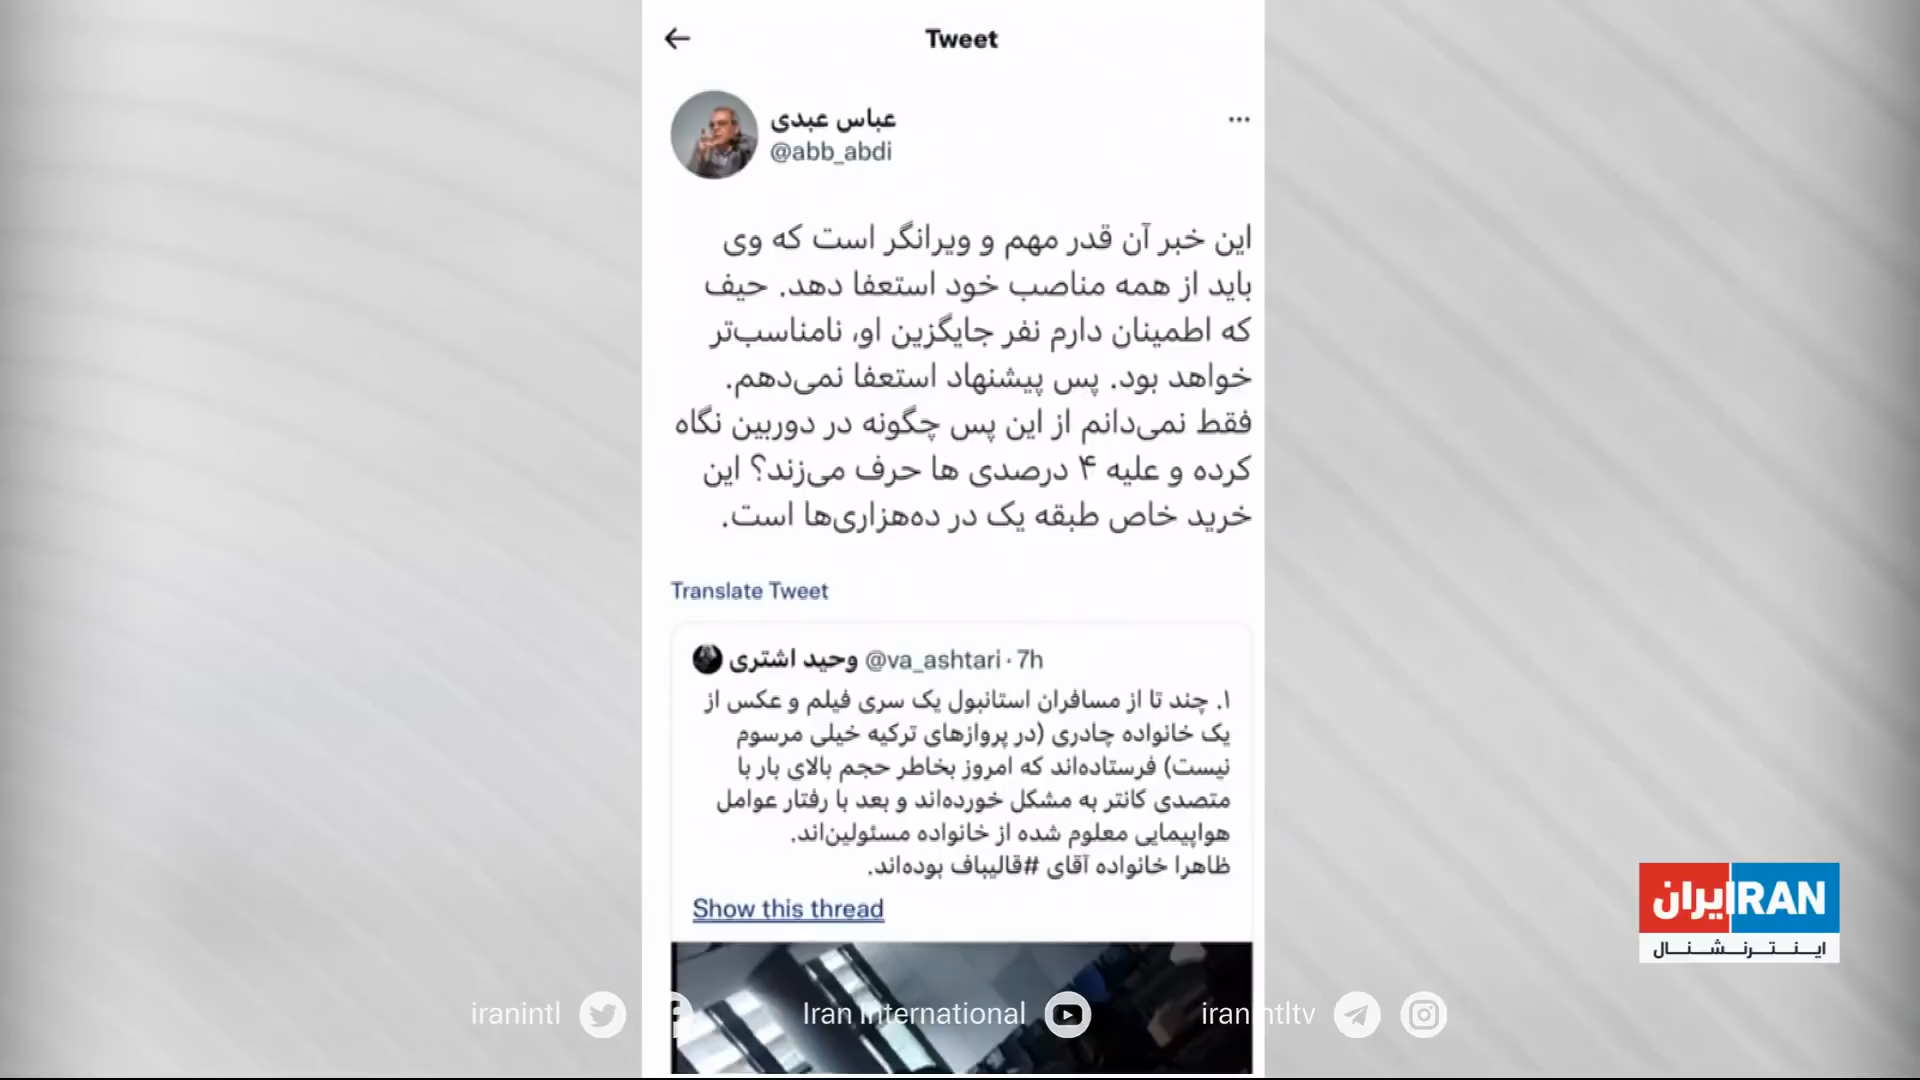 Tweet
عباس عبدی
@abb_abdi
این خبر آن قدر مهم و ویرانگر است که وی
باید از همه مناصب خود استعفا دهد. حیف
که اطمینان دارم نفر جایگزین او، نامناسب‌تر
خواهد بود. پس پیشنهاد استعفا نمی‌دهم.
فقط نمی‌دانم از این پس چگونه در دوربین نگاه
کرده و علیه ۴ درصدی ها حرف می‌زند؟ این
خرید خاص طبقه یک در ده‌هزاری‌ها است.
Translate Tweet
وحید اشتری @va_ashtari · 7h
۱. چند تا از مسافران استانبول یک سری فیلم و عکس از
یک خانواده چادری (در پروازهای ترکیه خیلی مرسوم
نیست) فرستاده‌اند که امروز بخاطر حجم بالای بار با
متصدی کانتر به مشکل خورده‌اند و بعد با رفتار عوامل
هواپیمایی معلوم شده از خانواده مسئولین‌اند.
ظاهرا خانواده آقای #قالیباف بوده‌اند.
Show this thread
ایران IRAN
اینترنشنال
iranintl
Iran International
iranintltv